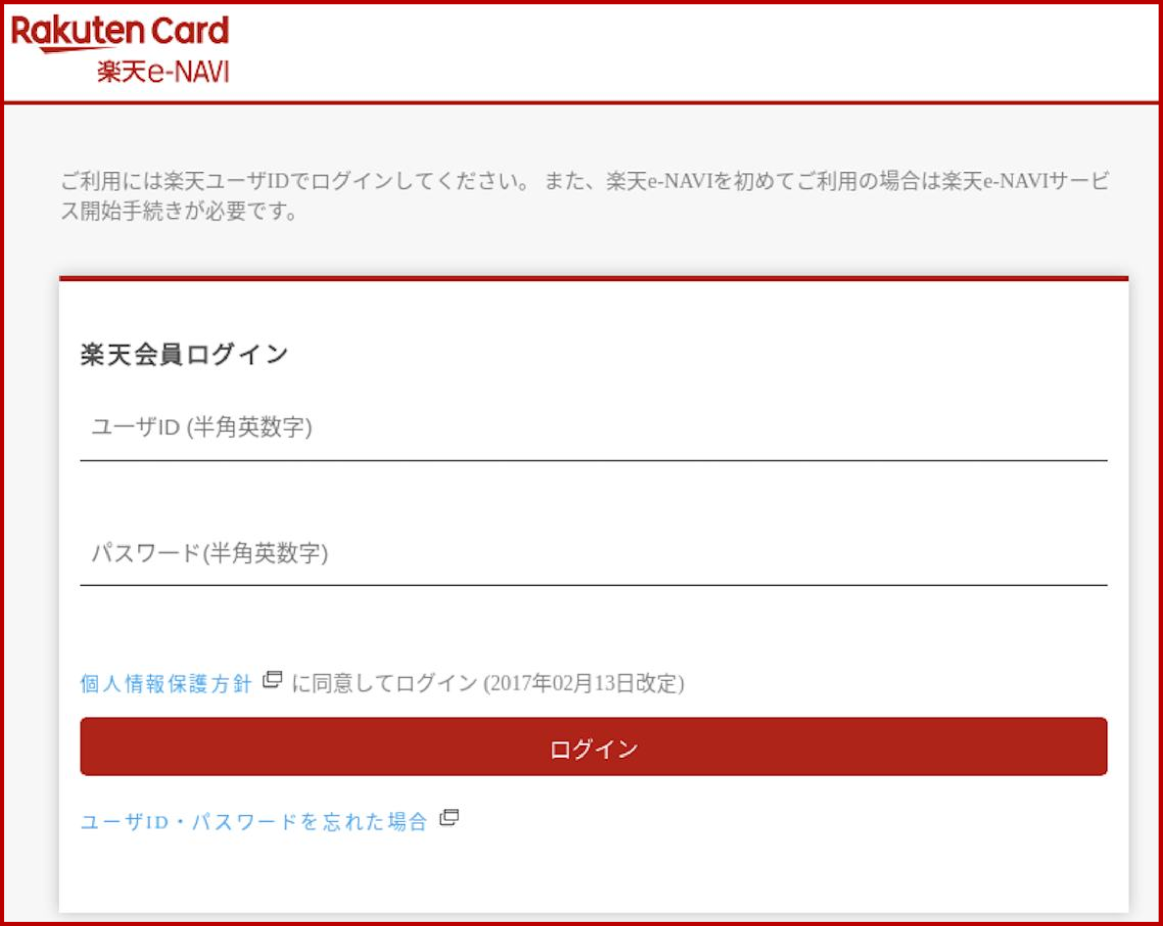 Rakuten Card
楽天e-NAVI
ご利用には楽天ユーザIDでログインしてください。 また、楽天e-NAVIを初めてご利用の場合は楽天e-NAVIサービ
ス開始手続きが必要です。
楽天会員ログイン
ユーザID (半角英数字)
パスワード(半角英数字)
個人情報保護方針 に同意してログイン (2017年02月13日改定)
ログイン
ユーザID・パスワードを忘れた場合